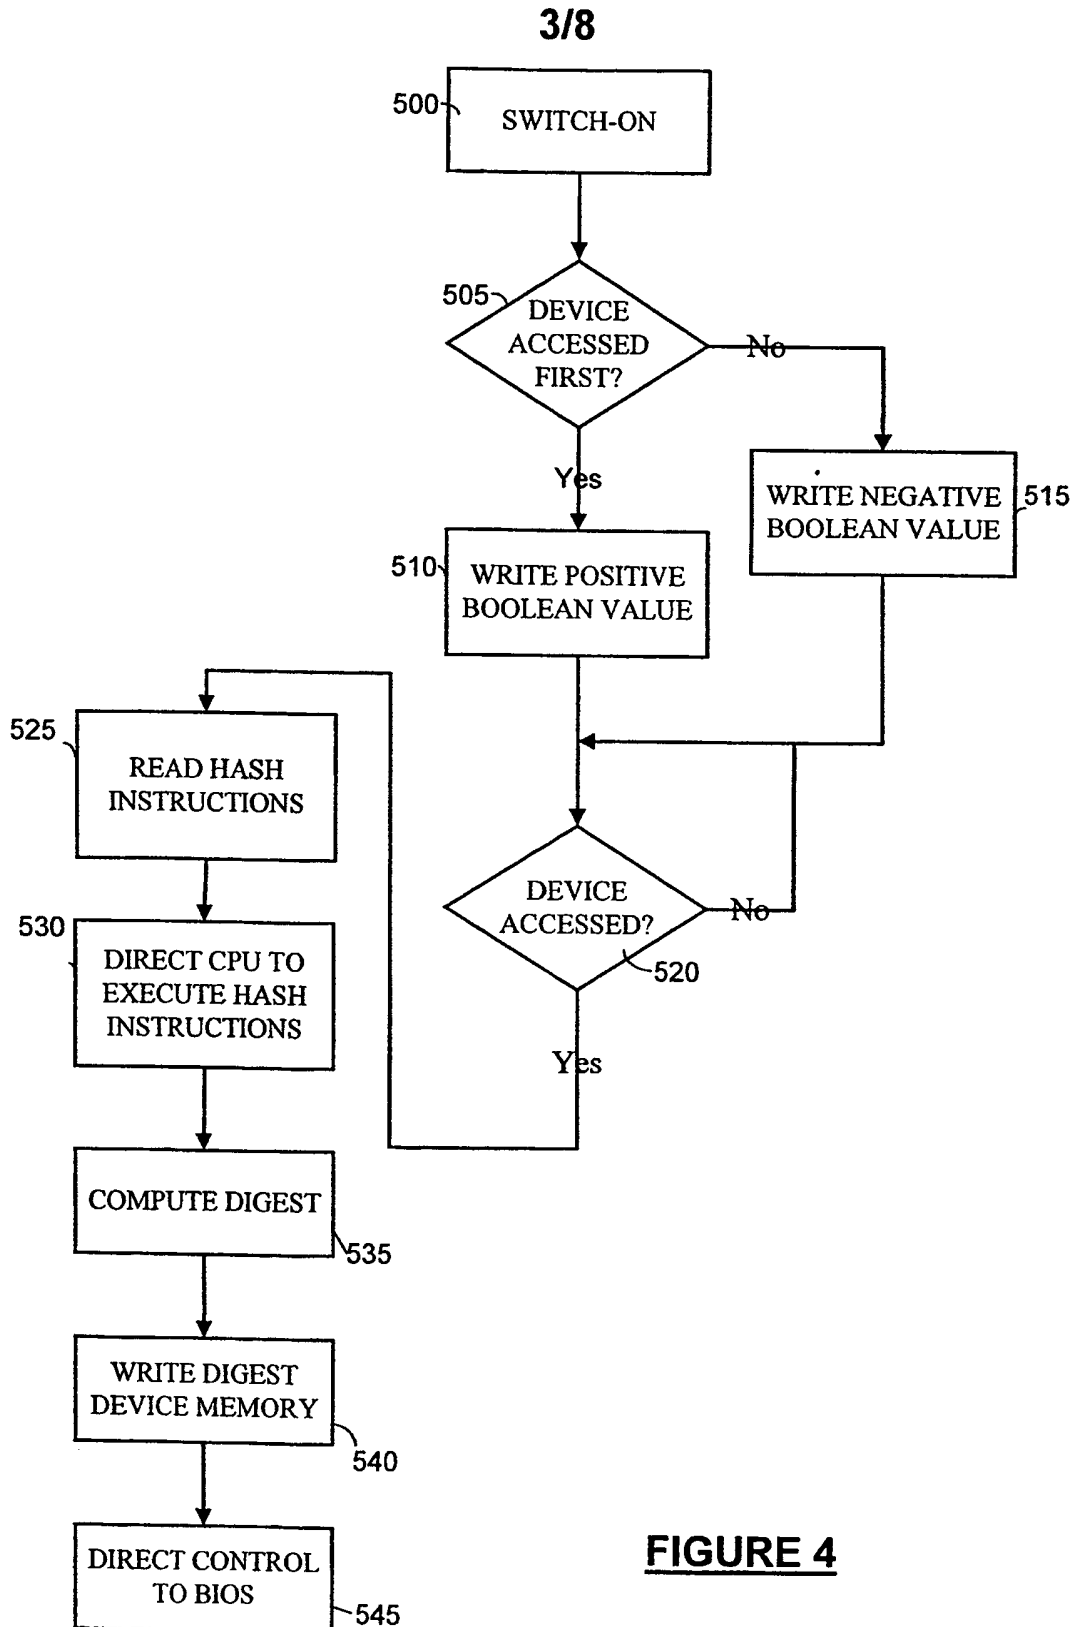 3/8
500
SWITCH-ON
505
DEVICE
ACCESSED
FIRST?
No
Yes
WRITE NEGATIVE
BOOLEAN VALUE
515
510
WRITE POSITIVE
BOOLEAN VALUE
525
READ HASH
INSTRUCTIONS
DEVICE
ACCESSED?
No
520
Yes
530
DIRECT CPU TO
EXECUTE HASH
INSTRUCTIONS
COMPUTE DIGEST
535
WRITE DIGEST
DEVICE MEMORY
540
DIRECT CONTROL
TO BIOS
545
FIGURE 4